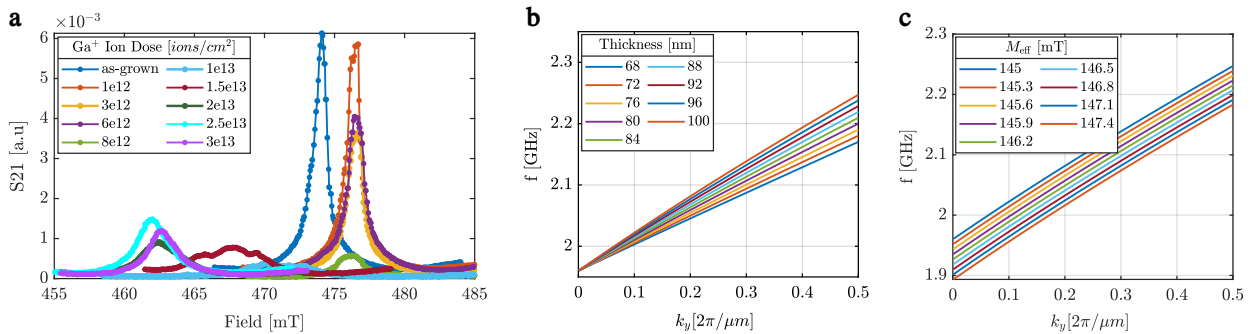 a
×10⁻³
6
5
4
3
2
1
0
S21 [a.u]
Ga⁺ Ion Dose [ions/cm²]
as-grown 1e13
1e12 1.5e13
3e12 2e13
6e12 2.5e13
8e12 3e13
455 460 465 470 475 480 485
Field [mT]
b
2.3
2.2
2.1
2
f [GHz]
Thickness [nm]
68 88
72 92
76 96
80 100
84
0 0.1 0.2 0.3 0.4 0.5
k_y[2π/μm]
c
2.3
2.2
2.1
2
1.9
f [GHz]
M_eff [mT]
145 146.5
145.3 146.8
145.6 147.1
145.9 147.4
146.2
0 0.1 0.2 0.3 0.4 0.5
k_y[2π/μm]